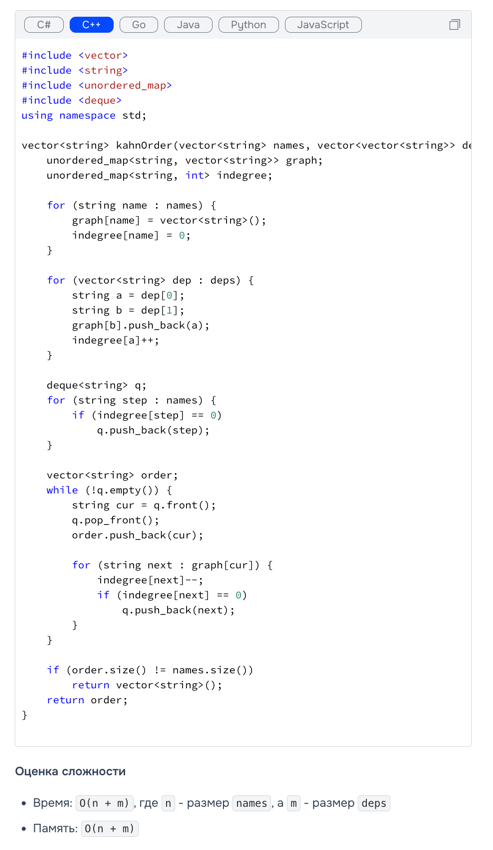 C# C++ Go Java Python JavaScript
#include <vector>
#include <string>
#include <unordered_map>
#include <deque>
using namespace std;

vector<string> kahnOrder(vector<string> names, vector<vector<string>> de
    unordered_map<string, vector<string>> graph;
    unordered_map<string, int> indegree;

    for (string name : names) {
        graph[name] = vector<string>();
        indegree[name] = 0;
    }

    for (vector<string> dep : deps) {
        string a = dep[0];
        string b = dep[1];
        graph[b].push_back(a);
        indegree[a]++;
    }

    deque<string> q;
    for (string step : names) {
        if (indegree[step] == 0)
            q.push_back(step);
    }

    vector<string> order;
    while (!q.empty()) {
        string cur = q.front();
        q.pop_front();
        order.push_back(cur);

        for (string next : graph[cur]) {
            indegree[next]--;
            if (indegree[next] == 0)
                q.push_back(next);
        }
    }

    if (order.size() != names.size())
        return vector<string>();
    return order;
}

Оценка сложности
• Время: O(n + m), где n - размер names, а m - размер deps
• Память: O(n + m)